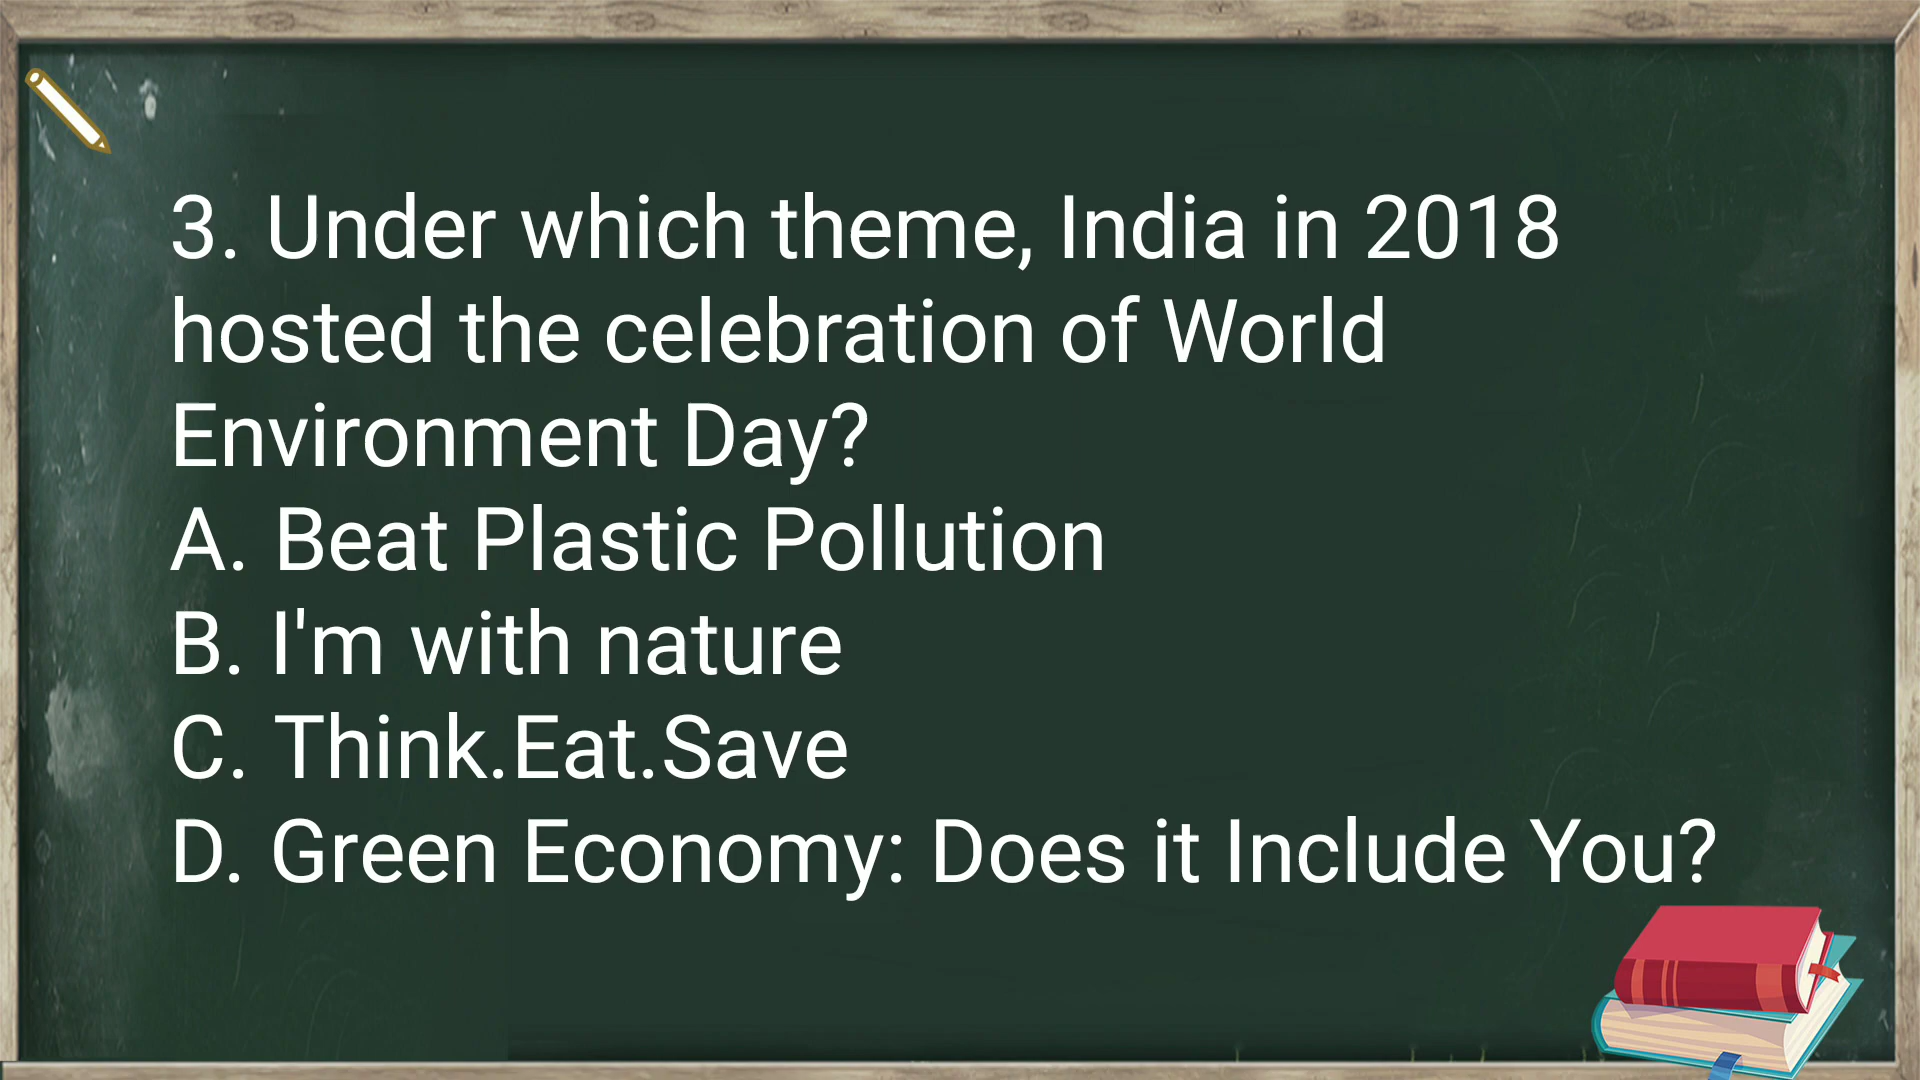 3. Under which theme, India in 2018
hosted the celebration of World
Environment Day?
A. Beat Plastic Pollution
B. I'm with nature
C. Think.Eat.Save
D. Green Economy: Does it Include You?